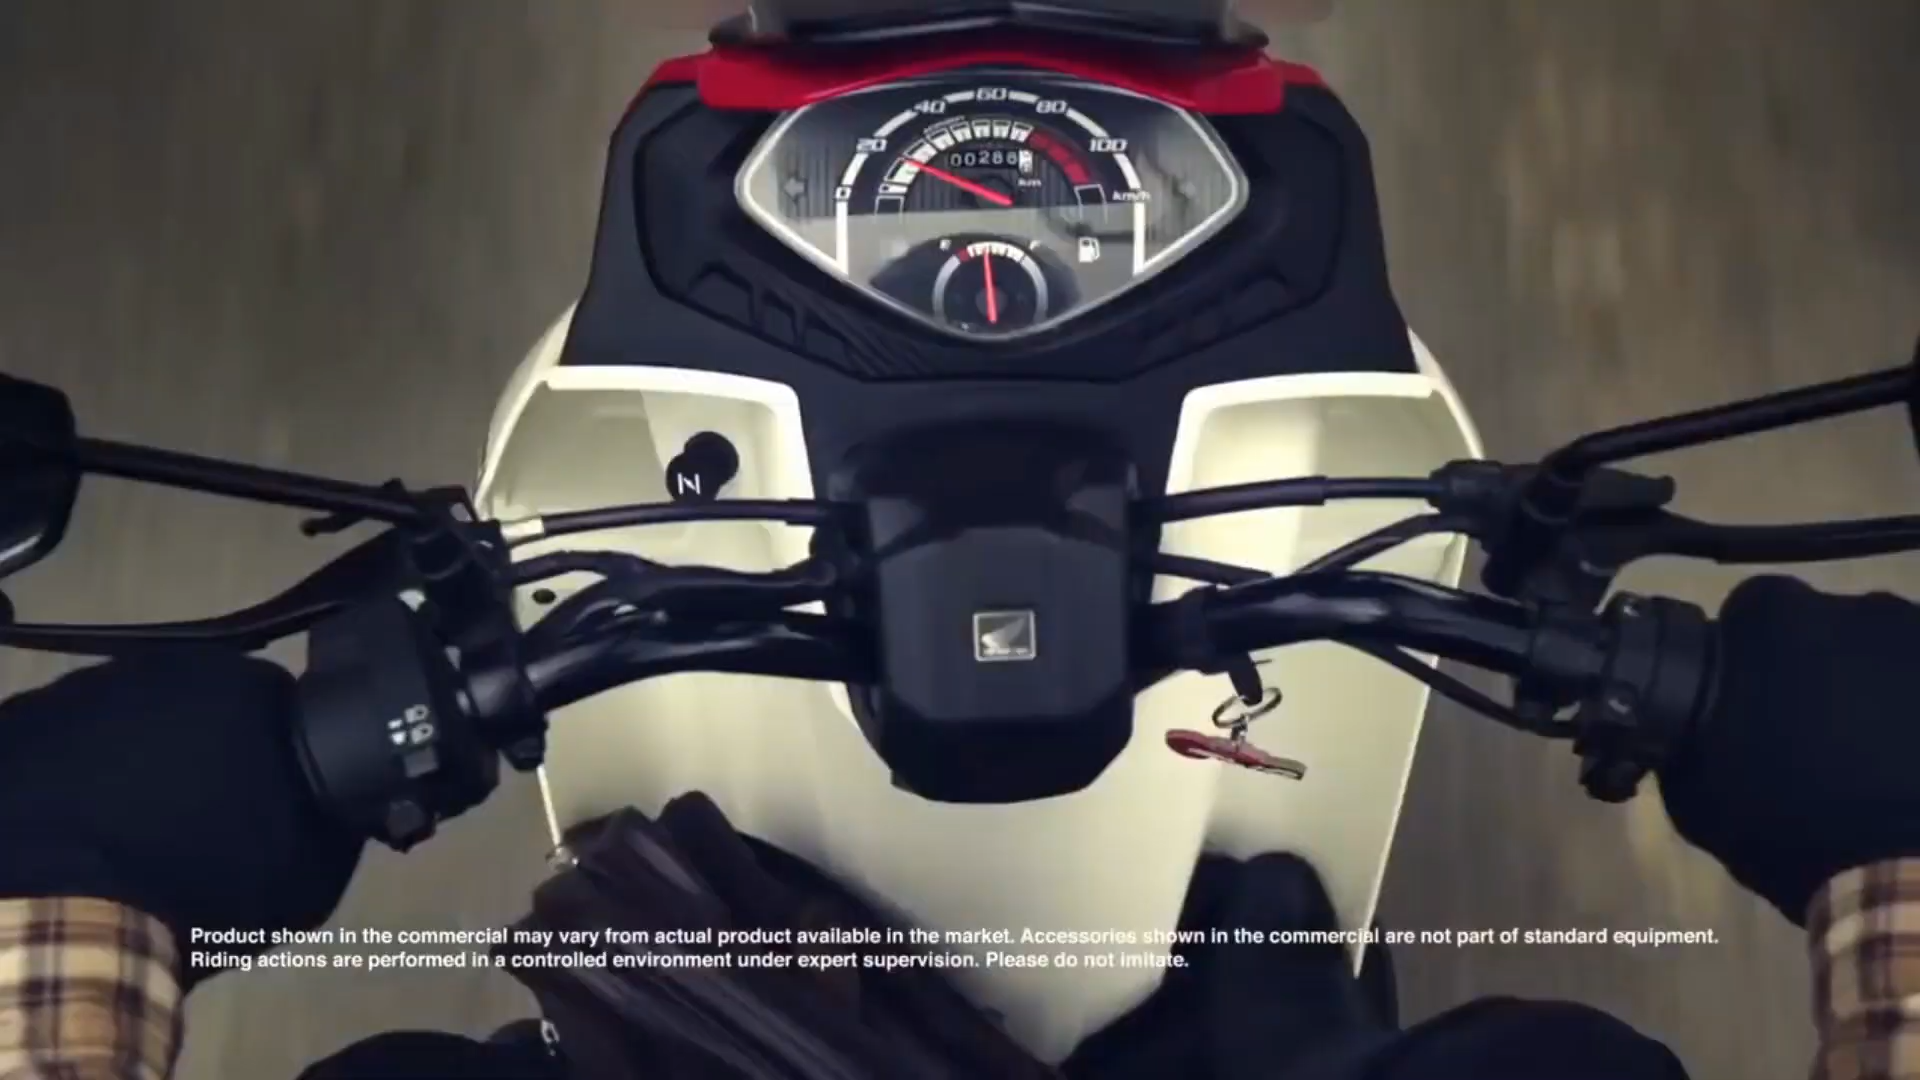 60
40 80
20 100
00288
km
km/h
0
E F
N
Product shown in the commercial may vary from actual product available in the market. Accessories shown in the commercial are not part of standard equipment.
Riding actions are performed in a controlled environment under expert supervision. Please do not imitate.